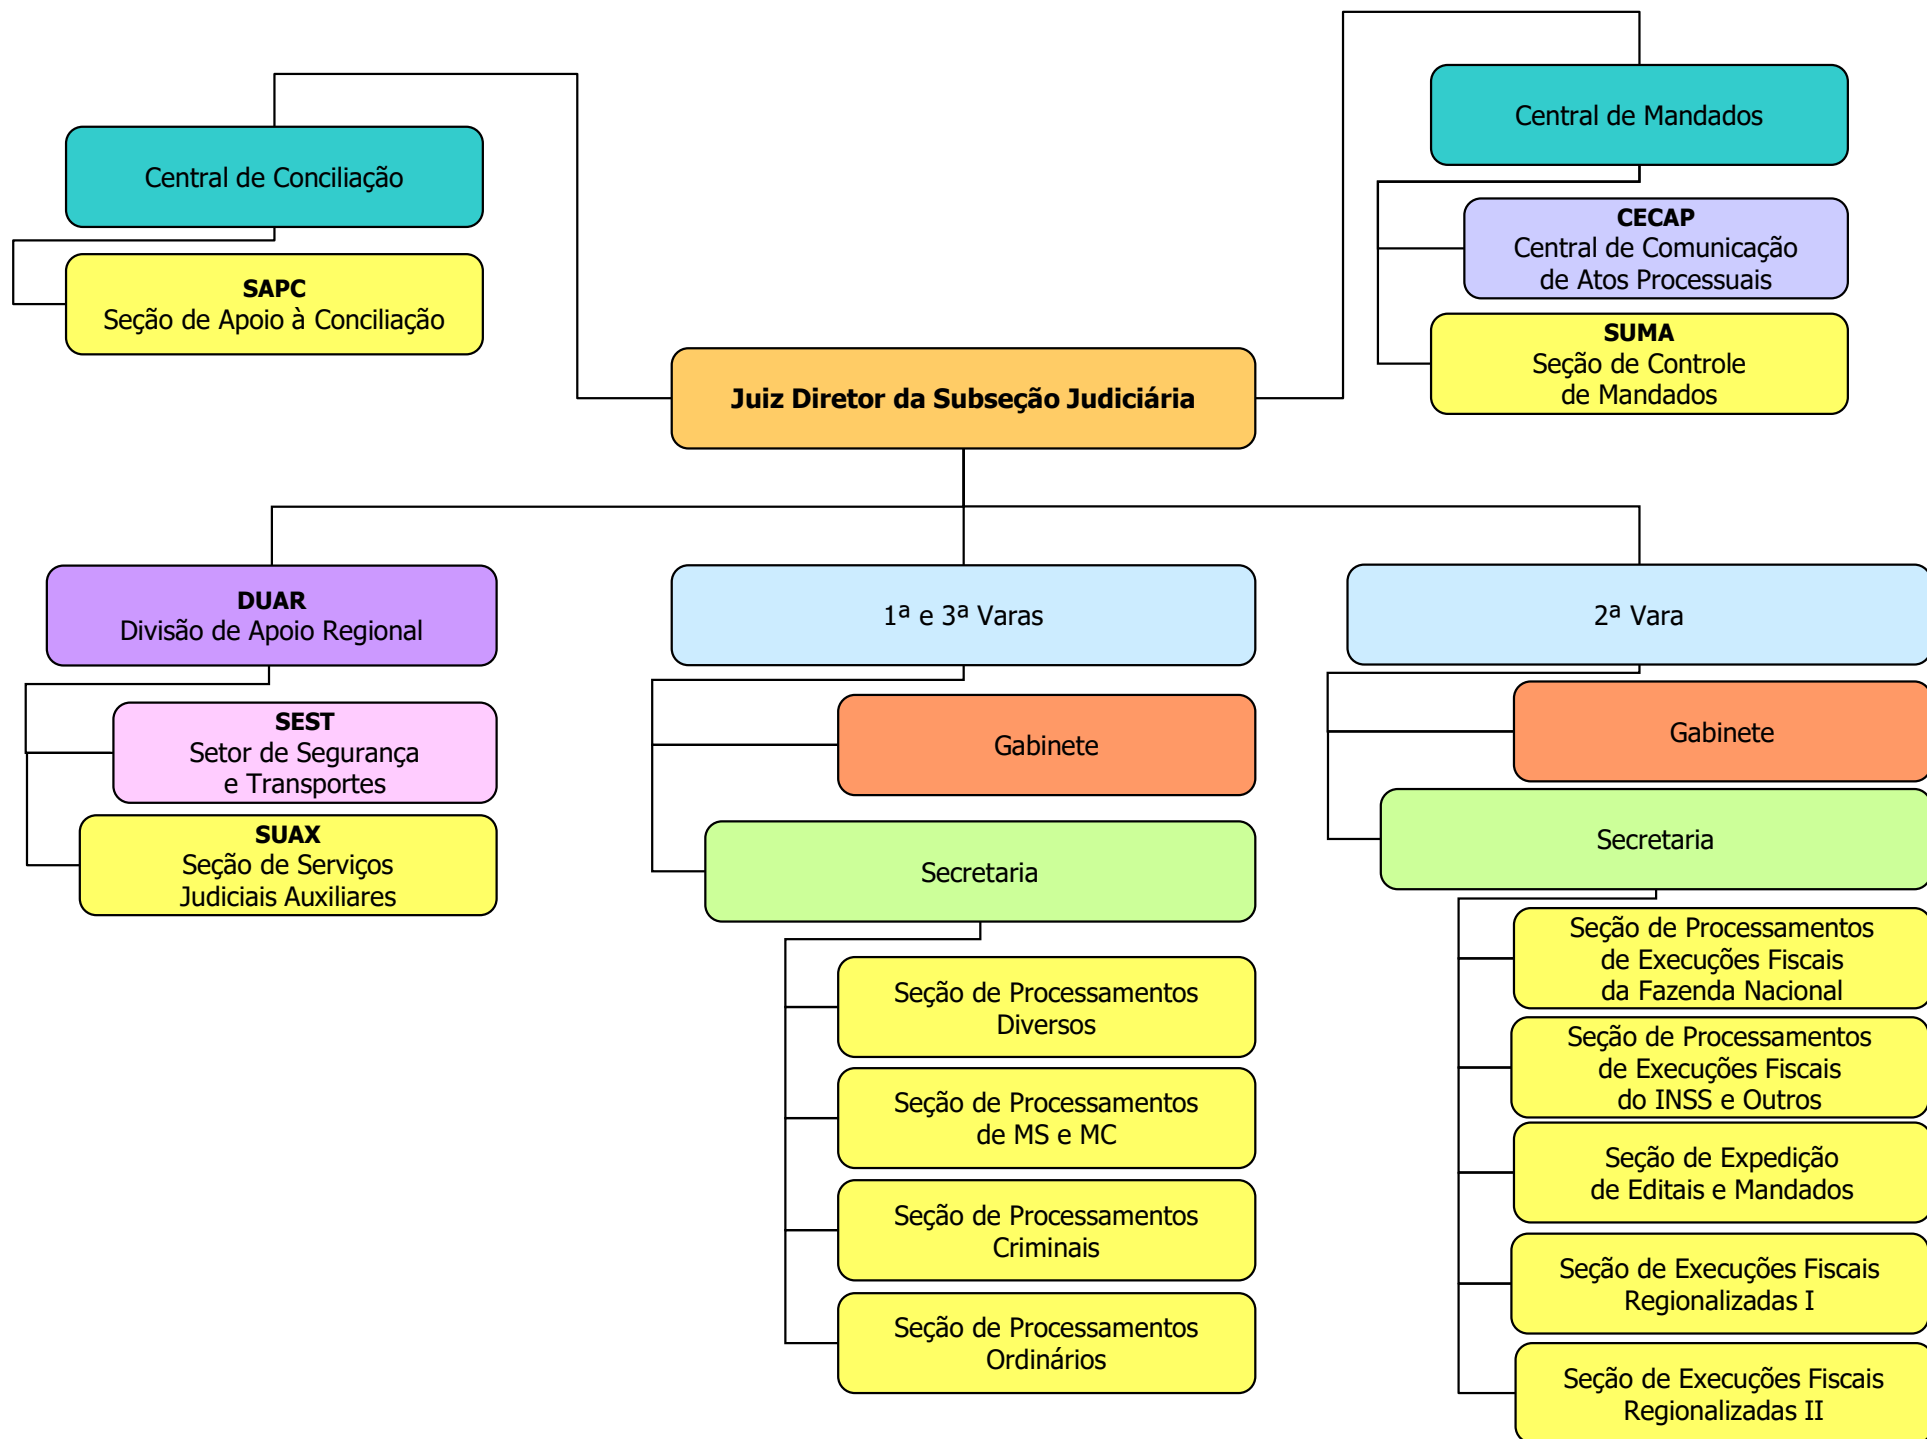 Central de Mandados
Central de Conciliação
CECAP
Central de Comunicação
de Atos Processuais
SAPC
Seção de Apoio à Conciliação
SUMA
Seção de Controle
de Mandados
Juiz Diretor da Subseção Judiciária
DUAR
Divisão de Apoio Regional
SEST
Setor de Segurança
e Transportes
SUAX
Seção de Serviços
Judiciais Auxiliares
1ª e 3ª Varas
Gabinete
Secretaria
Seção de Processamentos
Diversos
Seção de Processamentos
de MS e MC
Seção de Processamentos
Criminais
Seção de Processamentos
Ordinários
2ª Vara
Gabinete
Secretaria
Seção de Processamentos
de Execuções Fiscais
da Fazenda Nacional
Seção de Processamentos
de Execuções Fiscais
do INSS e Outros
Seção de Expedição
de Editais e Mandados
Seção de Execuções Fiscais
Regionalizadas I
Seção de Execuções Fiscais
Regionalizadas II